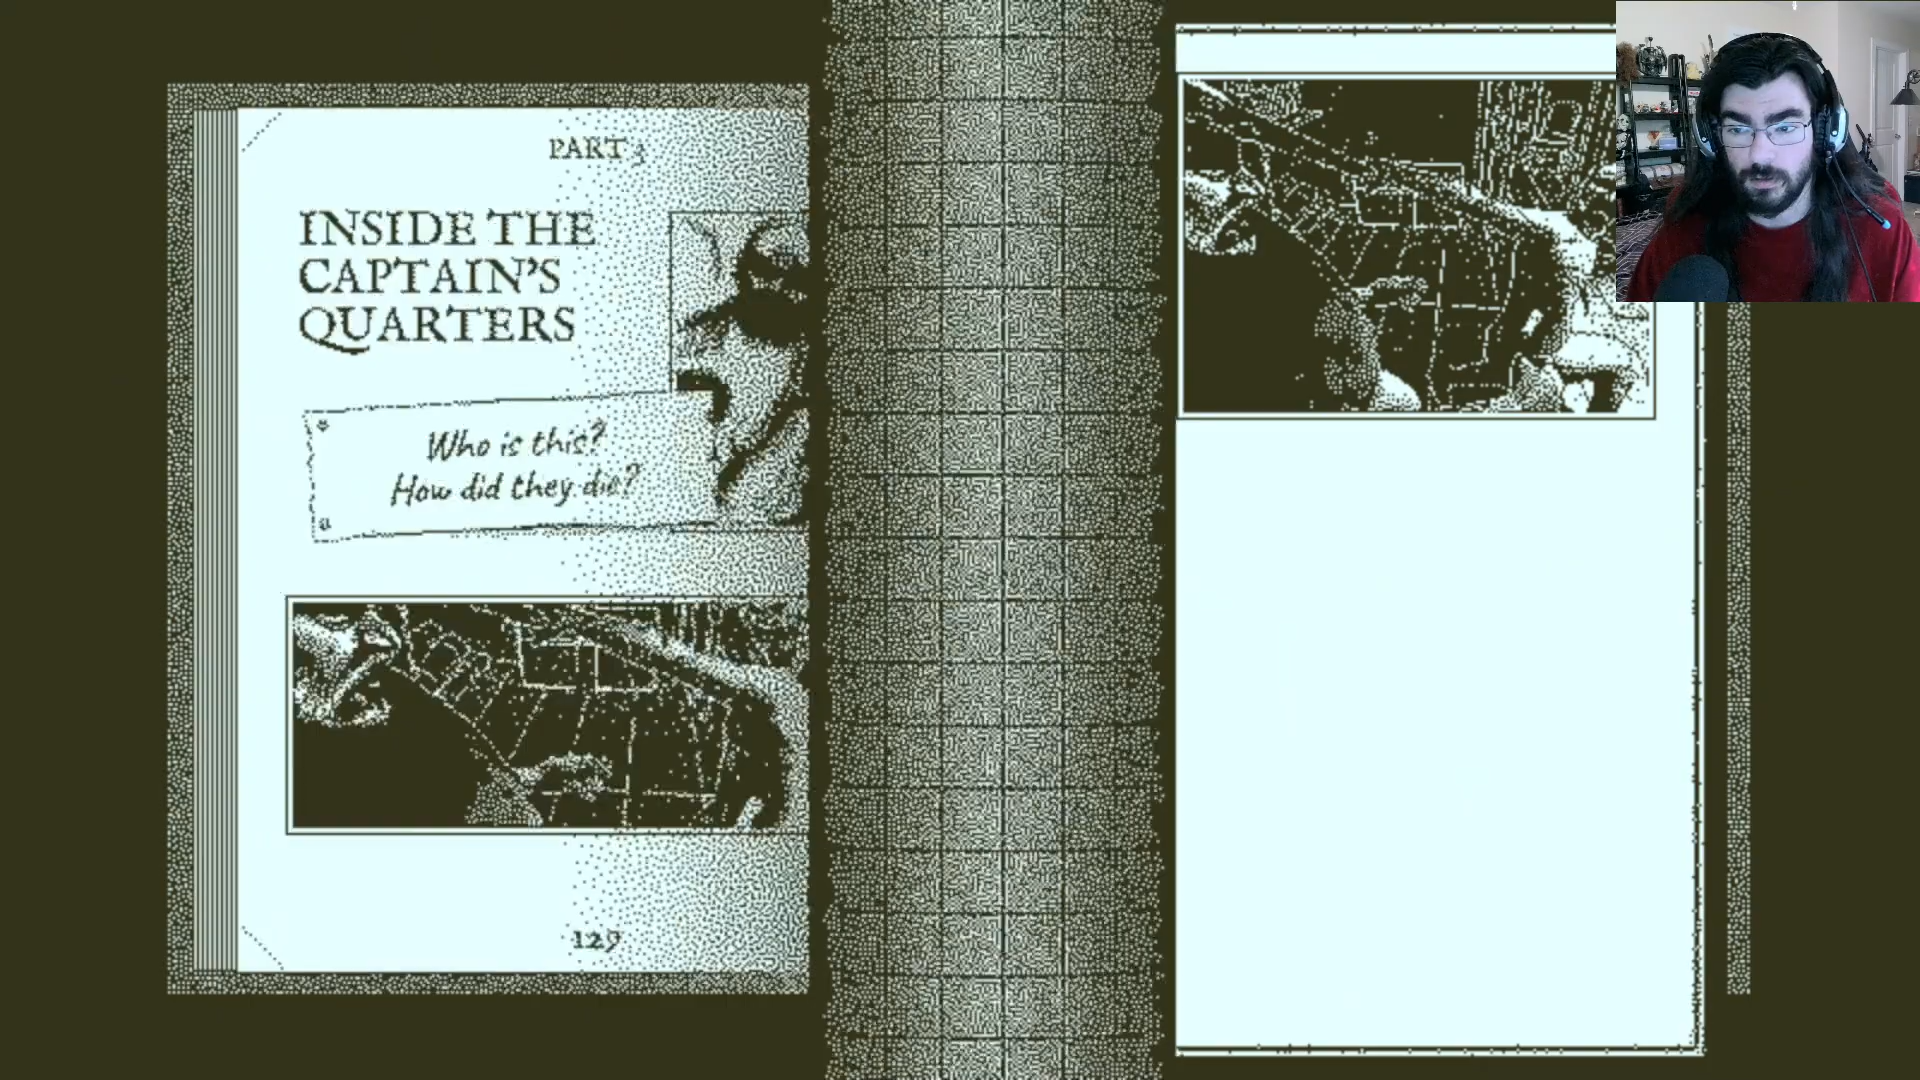 PART 3
INSIDE THE
CAPTAIN'S
QUARTERS
Who is this?
How did they die?
129